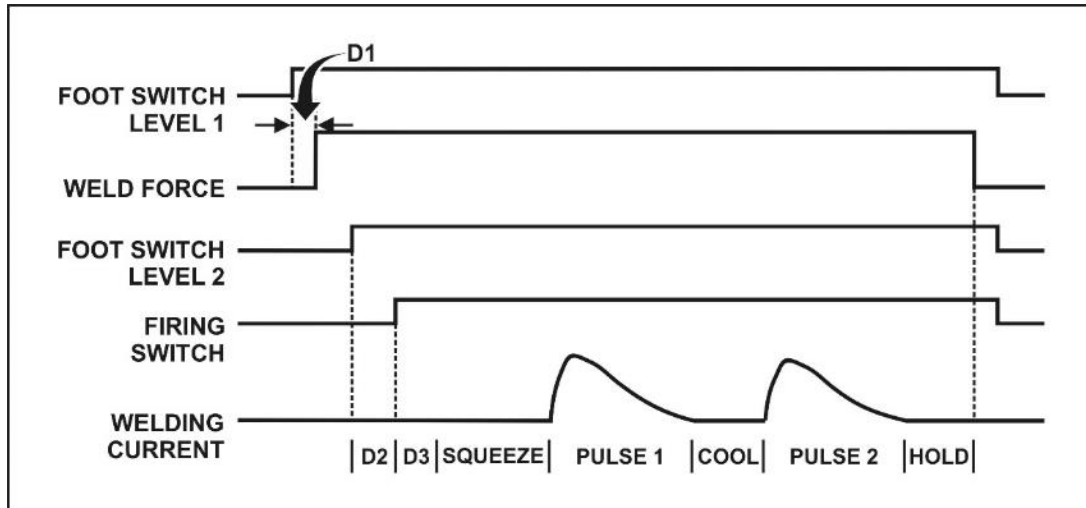 D1
FOOT SWITCH
LEVEL 1
WELD FORCE
FOOT SWITCH
LEVEL 2
FIRING
SWITCH
WELDING
CURRENT
D2 D3 SQUEEZE PULSE 1 COOL PULSE 2 HOLD